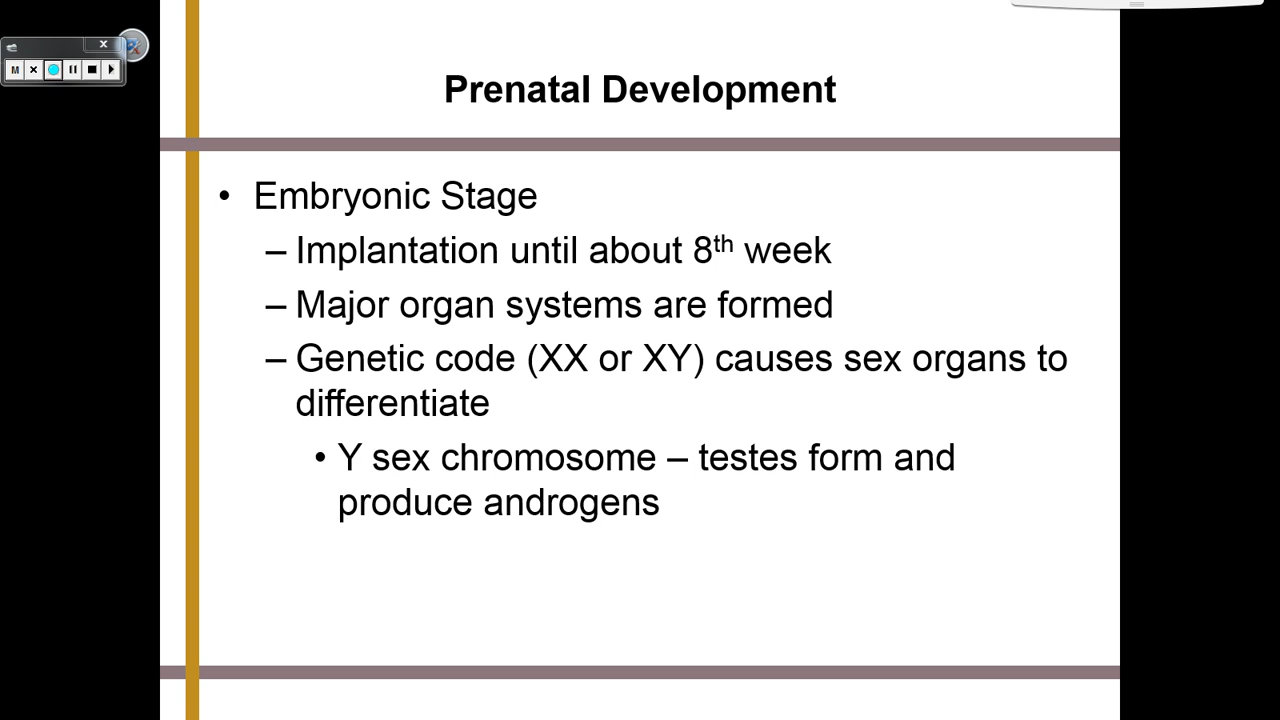 Prenatal Development
• Embryonic Stage
– Implantation until about 8th week
– Major organ systems are formed
– Genetic code (XX or XY) causes sex organs to
differentiate
• Y sex chromosome – testes form and
produce androgens
M